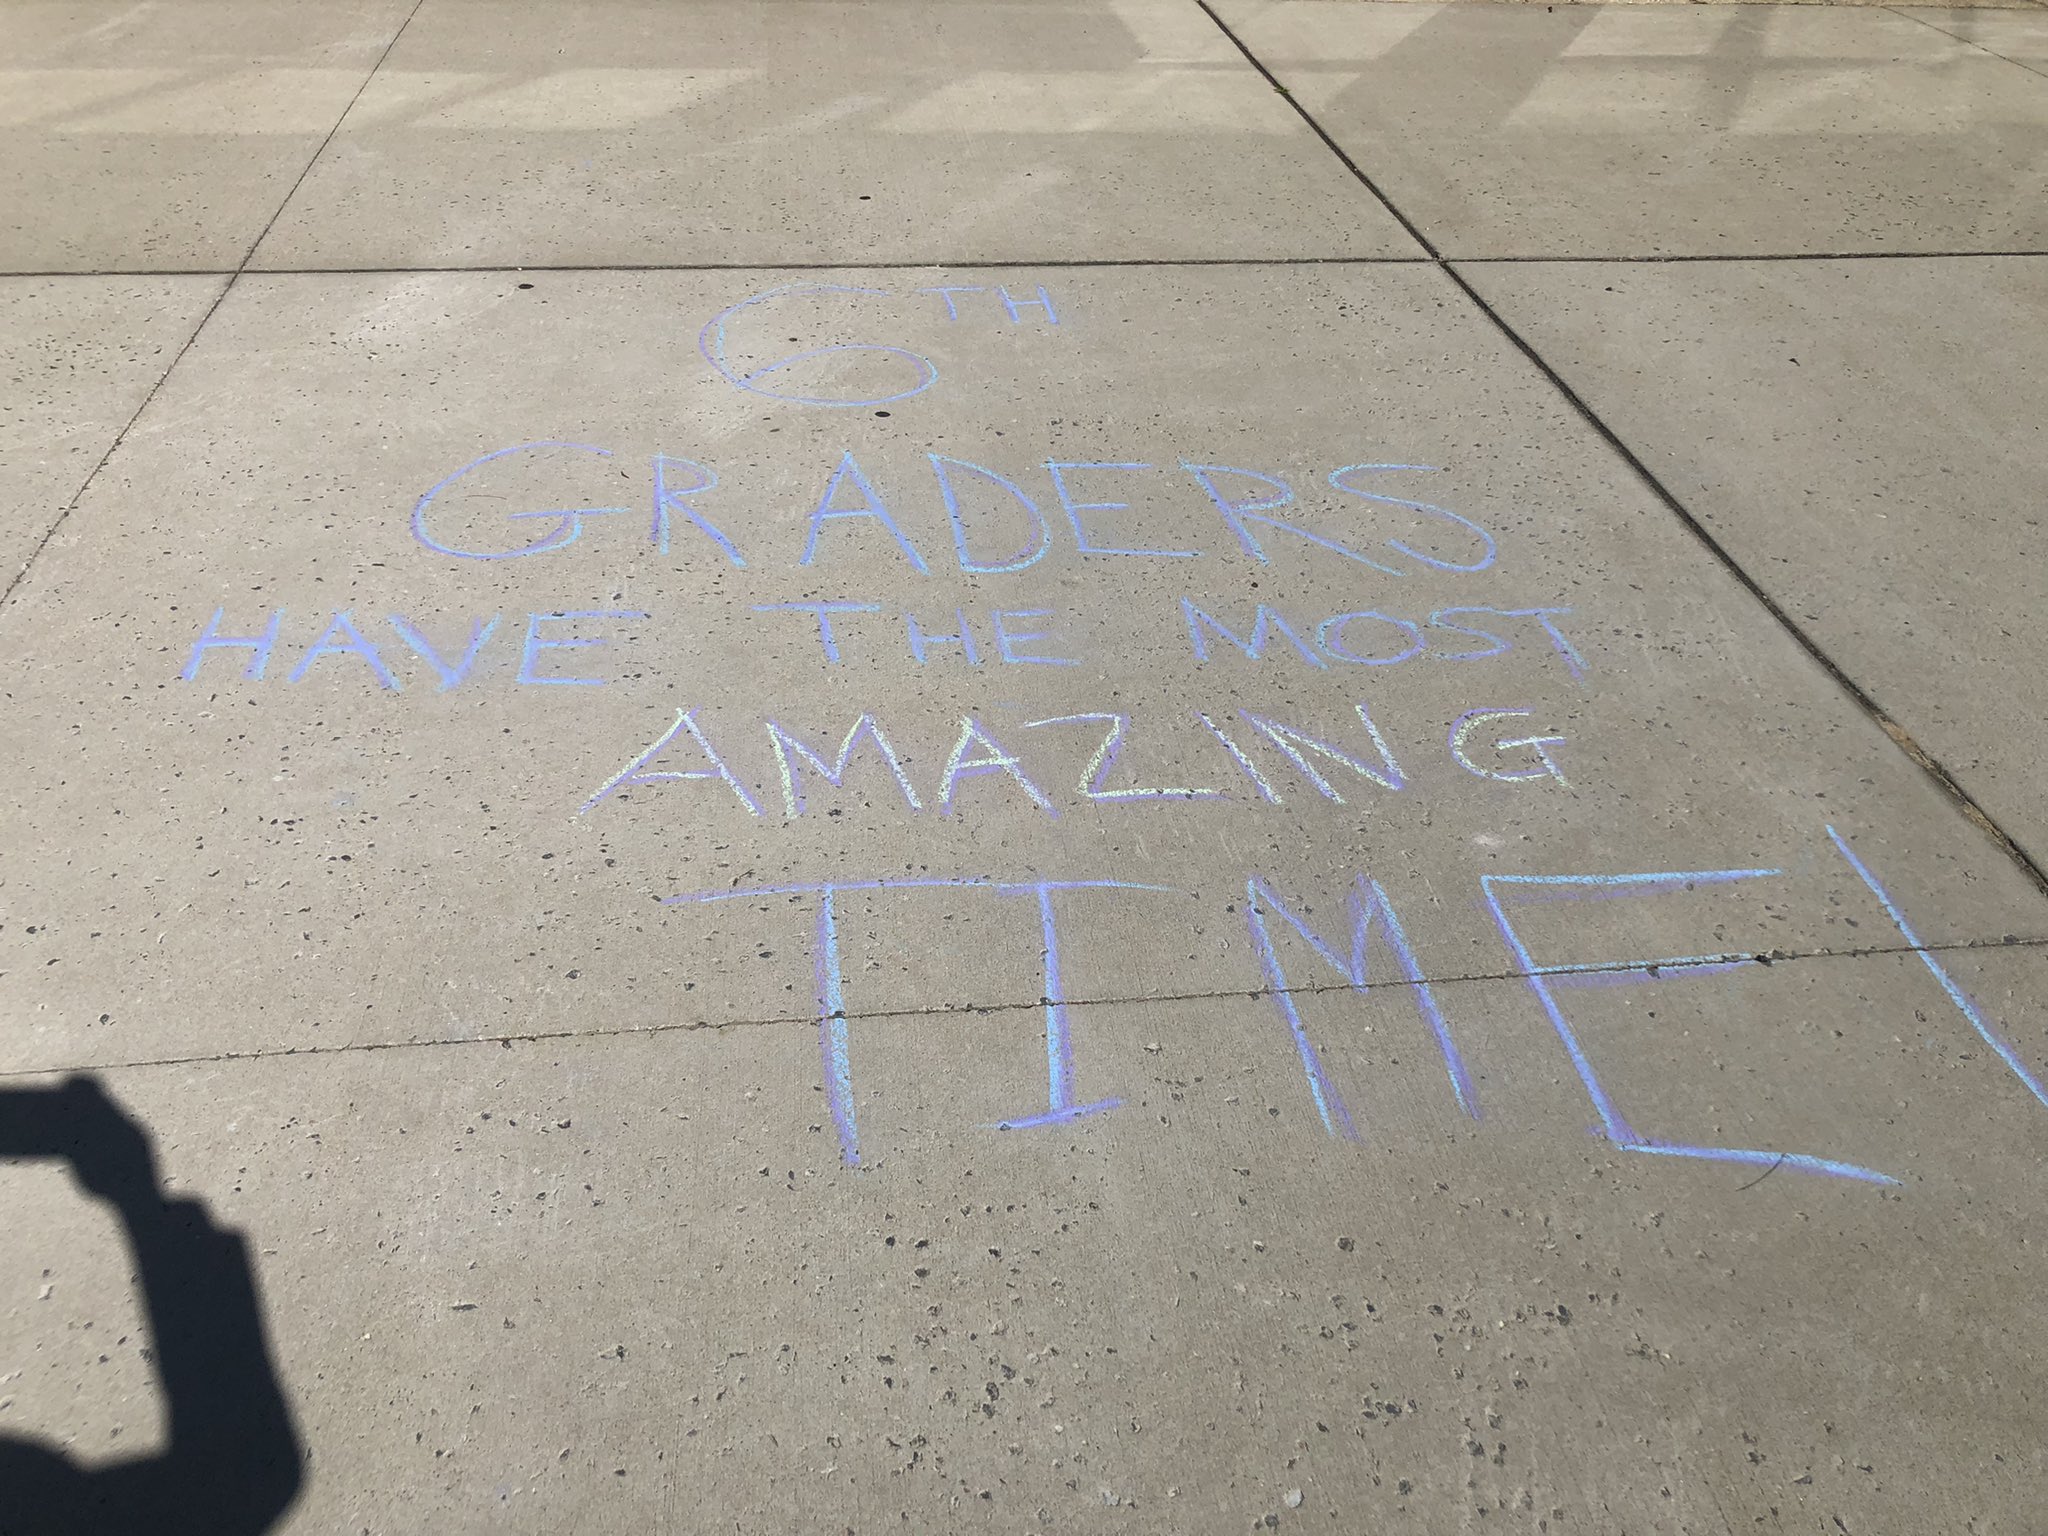 6TH
GRADERS
HAVE THE MOST
AMAZING
TIME!